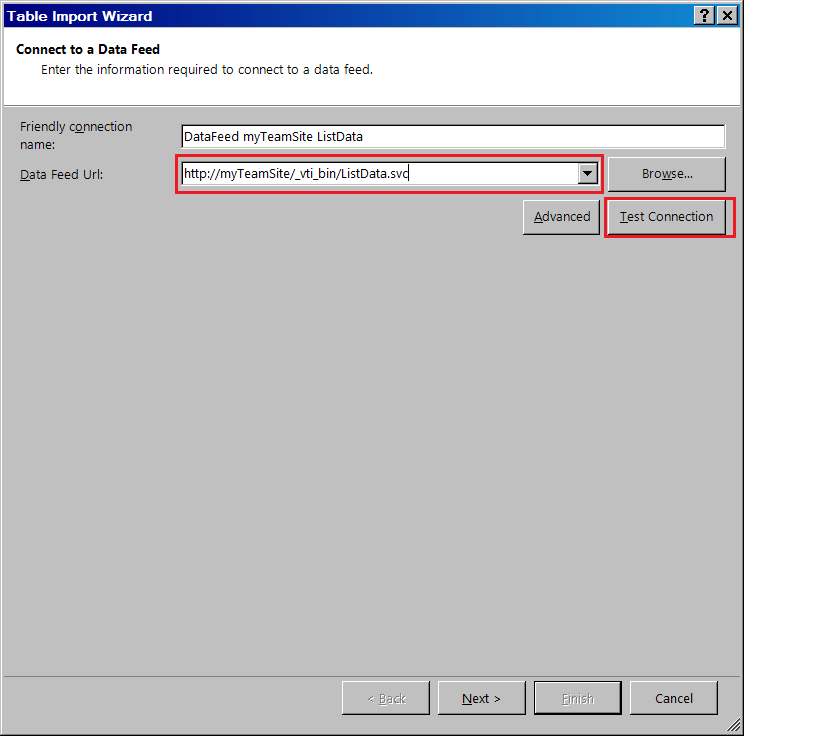 Table Import Wizard
Connect to a Data Feed
Enter the information required to connect to a data feed.
Friendly connection
name:
DataFeed myTeamSite ListData
Data Feed Url:
http://myTeamSite/_vti_bin/ListData.svc
Browse...
Advanced
Test Connection
< Back
Next >
Finish
Cancel